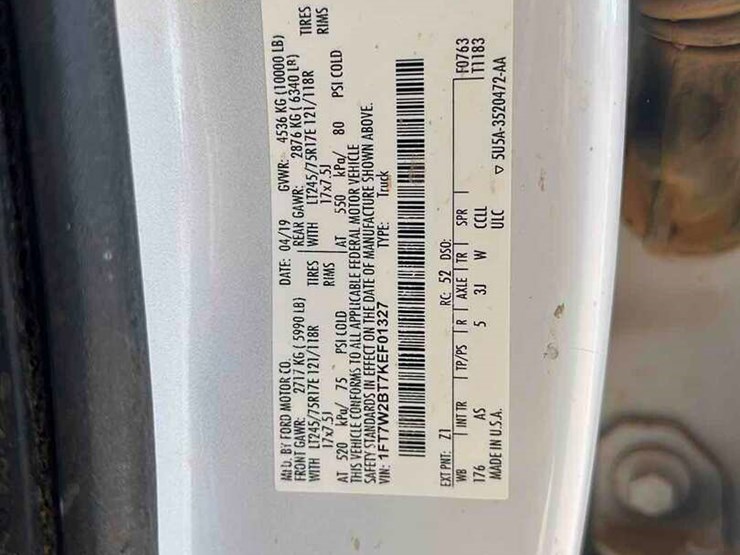 MFD. BY FORD MOTOR CO. DATE: 04/19 GVWR: 4536 KG (10000 LB)
FRONT GAWR: 2717 KG ( 5990 LB) REAR GAWR: 2876 KG ( 6340 LB)
WITH LT245/75R17E 121/118R TIRES WITH LT245/75R17E 121/118R TIRES
17x7.5J RIMS 17x7.5J RIMS
AT 520 kPa/ 75 PSI COLD AT 550 kPa/ 80 PSI COLD
THIS VEHICLE CONFORMS TO ALL APPLICABLE FEDERAL MOTOR VEHICLE
SAFETY STANDARDS IN EFFECT ON THE DATE OF MANUFACTURE SHOWN ABOVE.
VIN: 1FT7W2BT7KEF01327 TYPE: Truck
EXT PNT: Z1 RC: 52 DSO: F0763
WB INT TR TP/PS R AXLE TR SPR T1183
176 AS 5 3J W CCLL
ULC
MADE IN U.S.A. ▽ 5U5A-3520472-AA